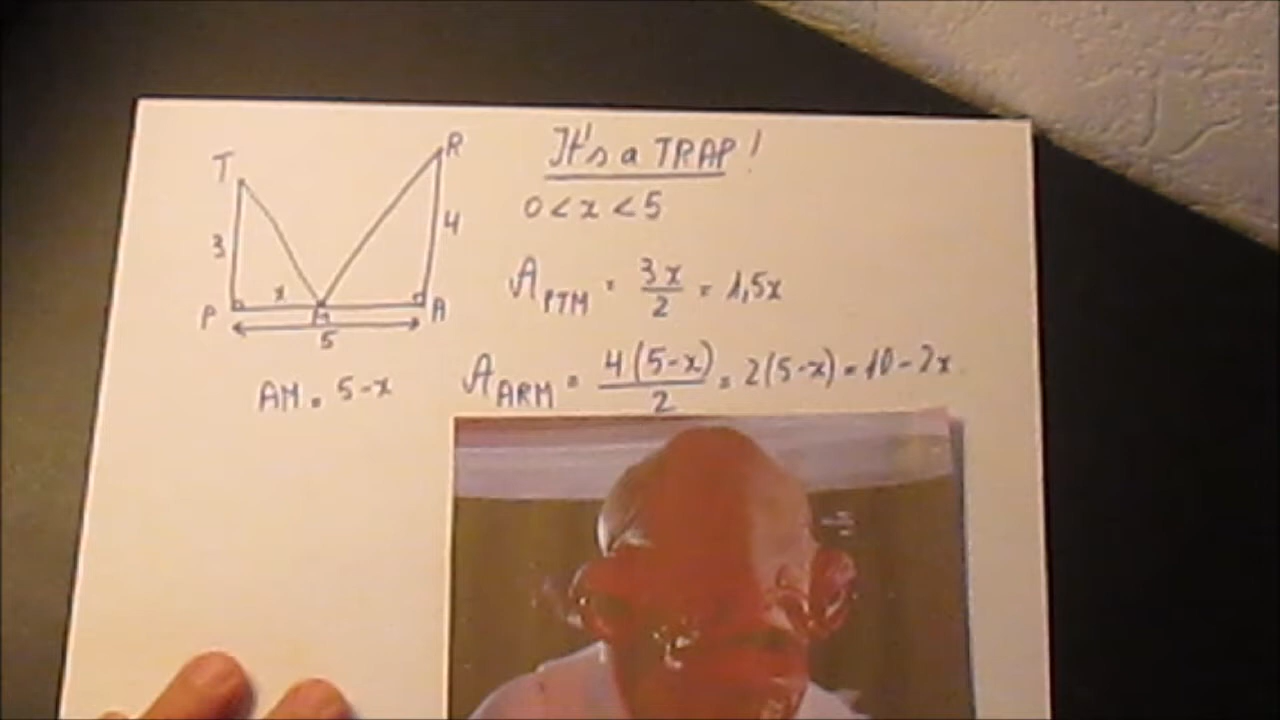 It's a TRAP!
T
R
3
4
x
P
M
A
5
0 < x < 5
A PTM = 3x/2 = 1,5x
AM = 5-x
A ARM = 4(5-x)/2 = 2(5-x) = 10-2x